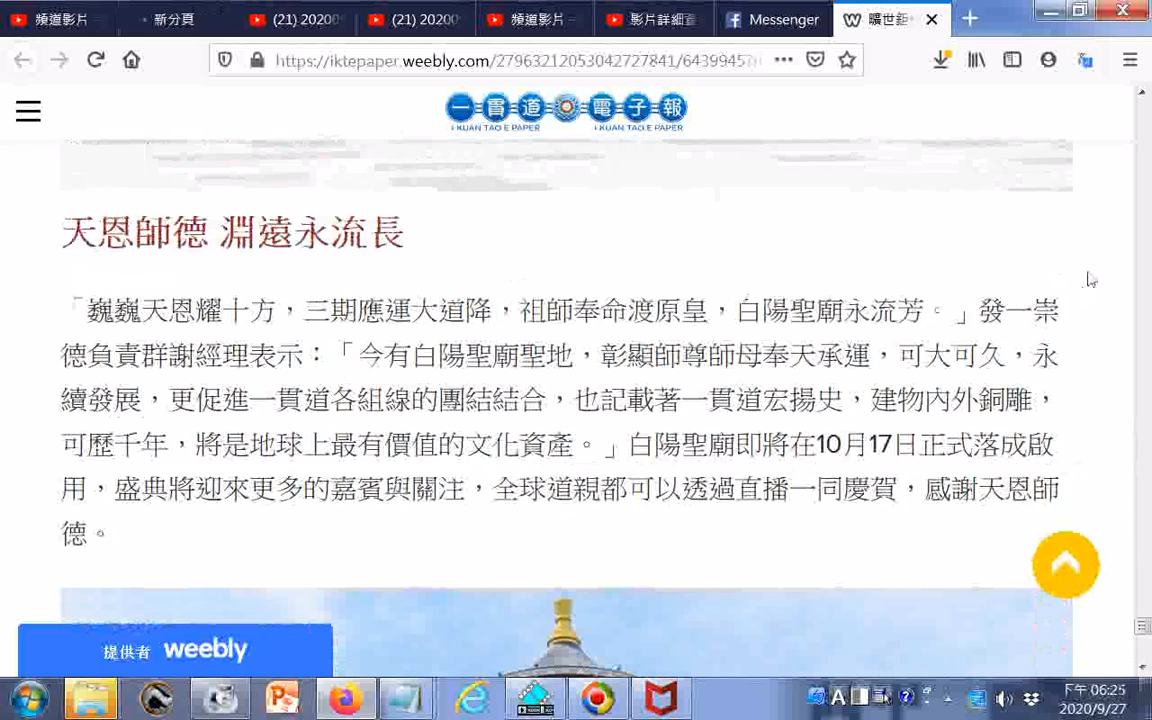 頻道影片
新分頁
(21) 20200
(21) 20200
頻道影片
影片詳細資
Messenger
曠世鉅
https://iktepaper.weebly.com/27963212053042727841/6439945
一貫道電子報
I KUAN TAO E PAPER
I KUAN TAO E PAPER
天恩師德 淵遠永流長
「巍巍天恩耀十方，三期應運大道降，祖師奉命渡原皇，白陽聖廟永流芳。」發一崇
德負責群謝經理表示：「今有白陽聖廟聖地，彰顯師尊師母奉天承運，可大可久，永
續發展，更促進一貫道各組線的團結結合，也記載著一貫道宏揚史，建物內外銅雕，
可歷千年，將是地球上最有價值的文化資產。」白陽聖廟即將在10月17日正式落成啟
用，盛典將迎來更多的嘉賓與關注，全球道親都可以透過直播一同慶賀，感謝天恩師
德。
提供者 weebly
下午 06:25
2020/9/27